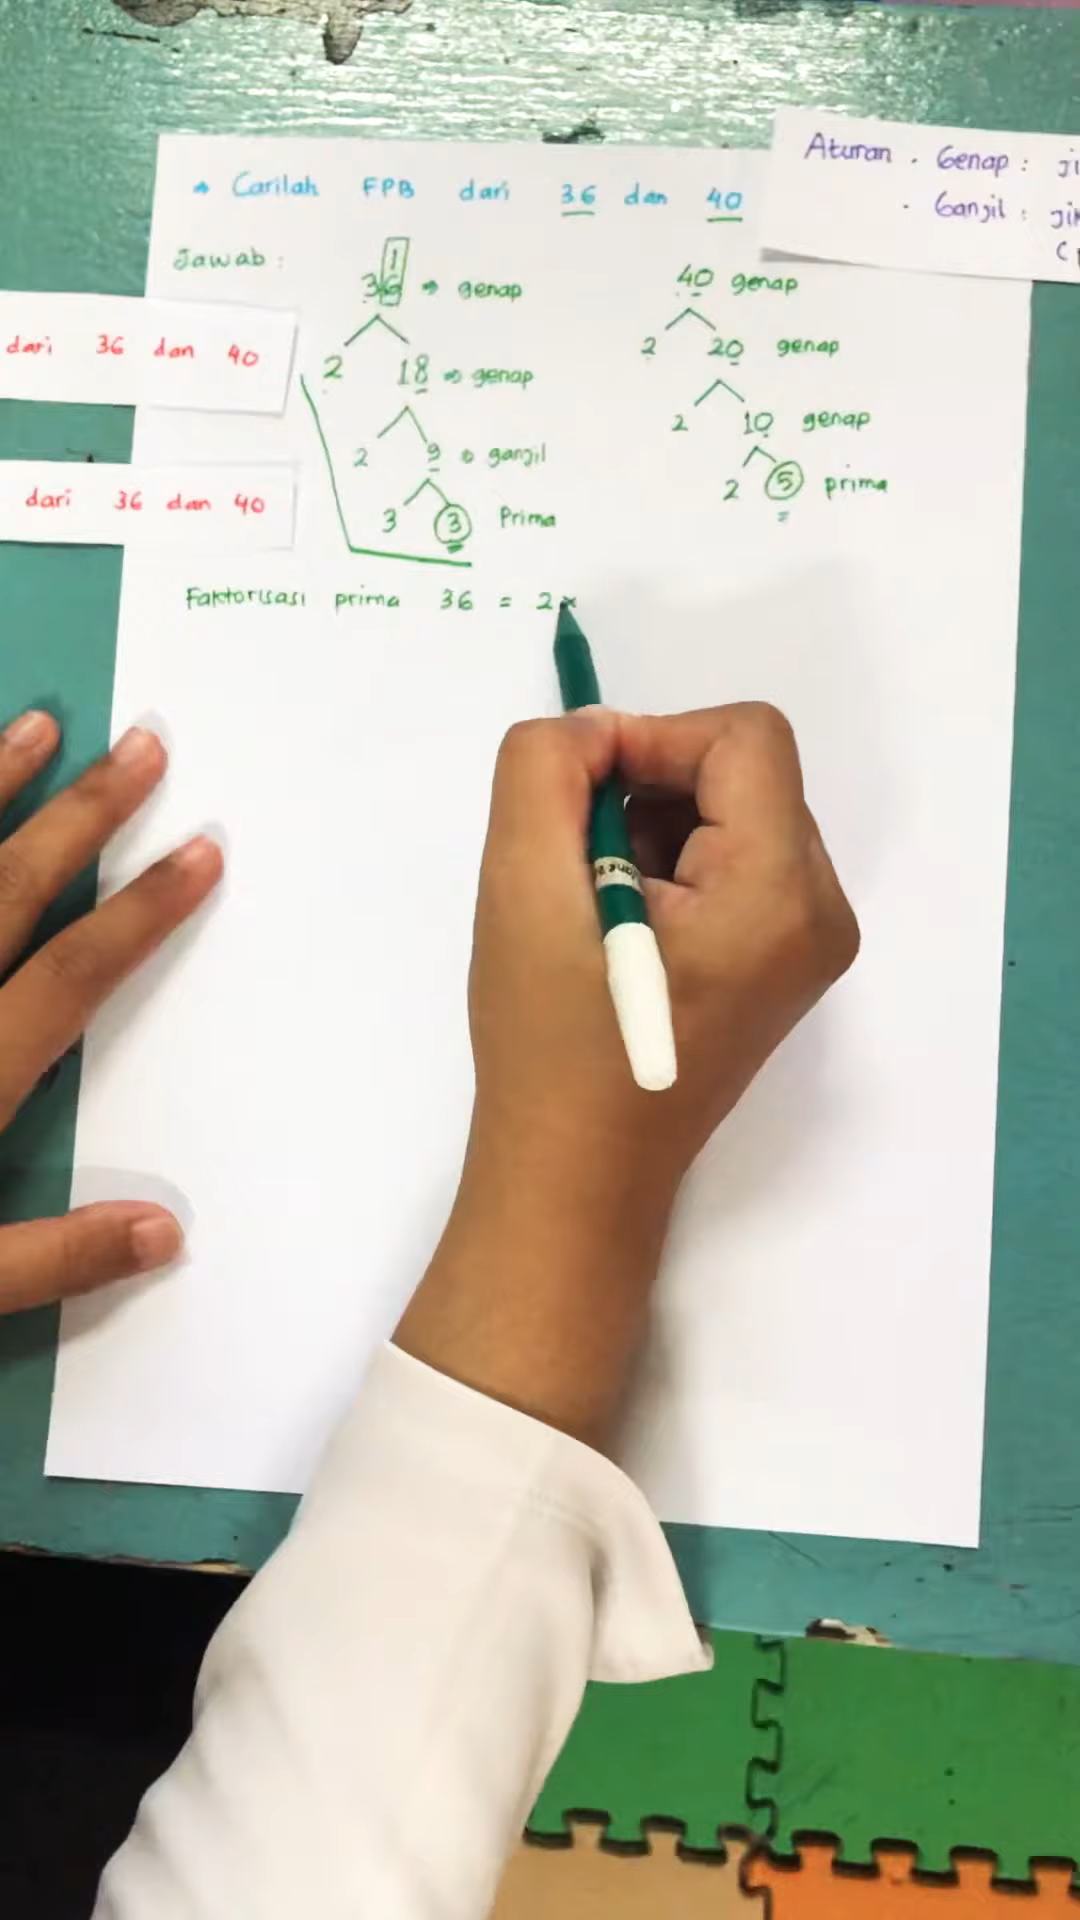 Carilah FPB dari 36 dan 40
Aturan . Genap :
. Ganjil :
Jawab :
36 ⇒ genap
2 18 ⇒ genap
2 9 ganjil
3 3 Prima
40 genap
2 20 genap
2 10 genap
2 5 prima
dari 36 dan 40
dari 36 dan 40
Faktorisasi prima 36 = 2 ×